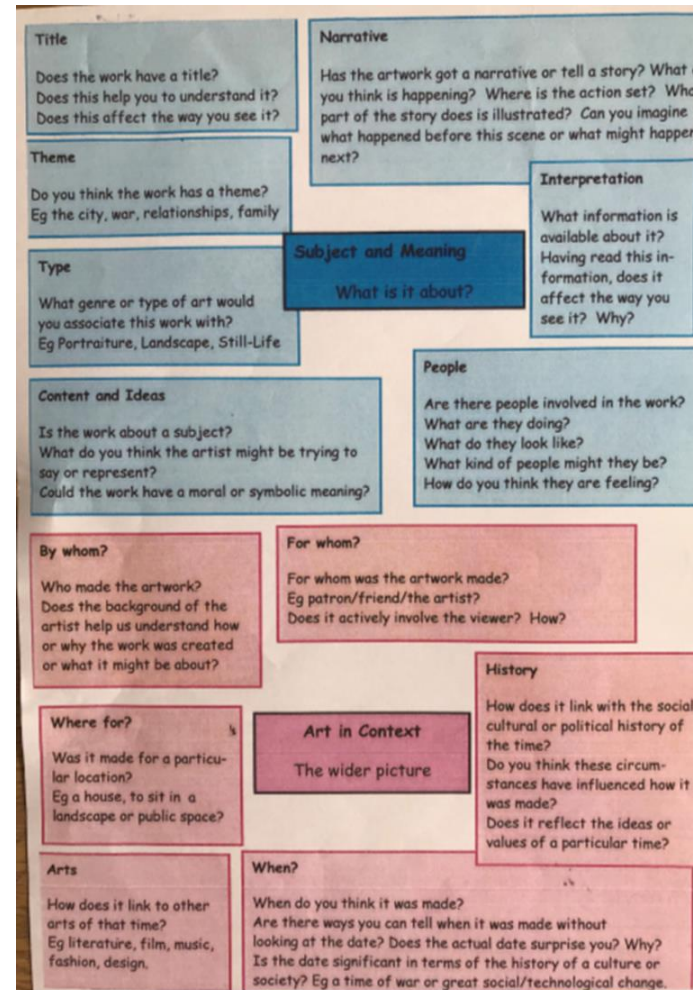 Title
Does the work have a title?
Does this help you to understand it?
Does this affect the way you see it?
Narrative
Has the artwork got a narrative or tell a story? What
you think is happening? Where is the action set?
part of the story does is illustrated? Can you imagine
what happened before this scene or what might happen
next?
Theme
Do you think the work has a theme?
Eg the city, war, relationships, family
Interpretation
What information is
available about it?
Having read this in-
formation, does it
affect the way you
see it? Why?
Subject and Meaning
What is it about?
Type
What genre or type of art would
you associate this work with?
Eg Portraiture, Landscape, Still-Life
People
Are there people involved in the work?
What are they doing?
What do they look like?
What kind of people might they be?
How do you think they are feeling?
Content and Ideas
Is the work about a subject?
What do you think the artist might be trying to
say or represent?
Could the work have a moral or symbolic meaning?
By whom?
Who made the artwork?
Does the background of the
artist help us understand how
or why the work was created
or what it might be about?
For whom?
For whom was the artwork made?
Eg patron/friend/the artist?
Does it actively involve the viewer? How?
History
How does it link with the social
cultural or political history of
the time?
Do you think these circum-
stances have influenced how it
was made?
Does it reflect the ideas or
values of a particular time?
Where for?
Was it made for a particu-
lar location?
Eg a house, to sit in a
landscape or public space?
Art in Context
The wider picture
Arts
How does it link to other
arts of that time?
Eg literature, film, music,
fashion, design.
When?
When do you think it was made?
Are there ways you can tell when it was made without
looking at the date? Does the actual date surprise you? Why?
Is the date significant in terms of the history of a culture or
society? Eg a time of war or great social/technological change.